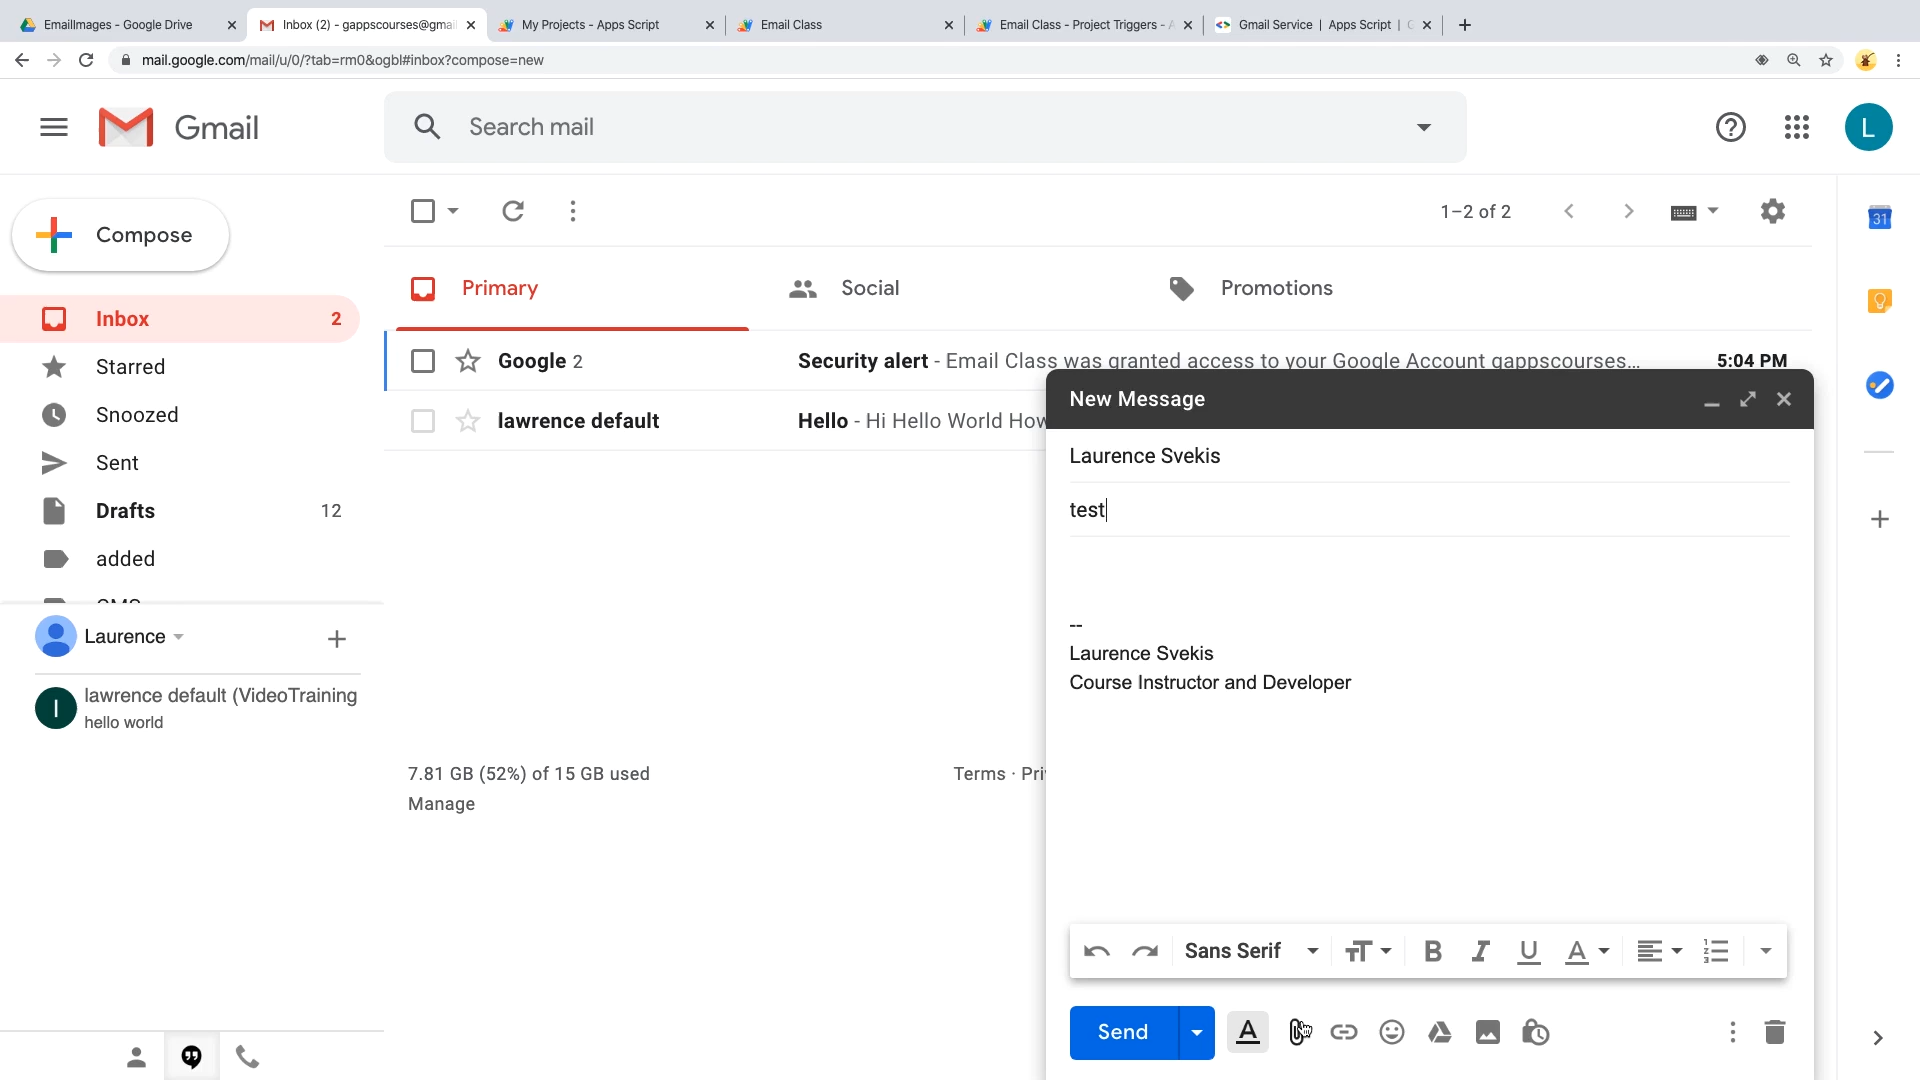 EmailImages - Google Drive
Inbox (2) - gappscourses@gmai
My Projects - Apps Script
Email Class
Email Class - Project Triggers - A
Gmail Service | Apps Script | G
mail.google.com/mail/u/0/?tab=rm0&ogbl#inbox?compose=new
Gmail
Search mail
L
Compose
1–2 of 2
31
Primary
Social
Promotions
Inbox 2
Starred
Snoozed
Sent
Drafts 12
added
Google 2 Security alert - Email Class was granted access to your Google Account gappscourses... 5:04 PM
lawrence default Hello - Hi Hello World How
New Message
Laurence Svekis
test
--
Laurence Svekis
Course Instructor and Developer
Laurence
l
lawrence default (VideoTraining
hello world
7.81 GB (52%) of 15 GB used
Manage
Terms · Pri
Sans Serif
B I U A
Send
A